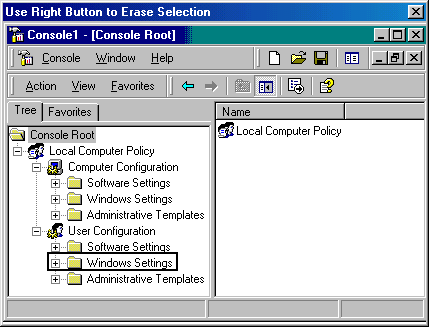 Use Right Button to Erase Selection
Console1 - [Console Root]
Console Window Help
Action View Favorites
Tree Favorites
Name
Console Root
Local Computer Policy
Local Computer Policy
Computer Configuration
Software Settings
Windows Settings
Administrative Templates
User Configuration
Software Settings
Windows Settings
Administrative Templates